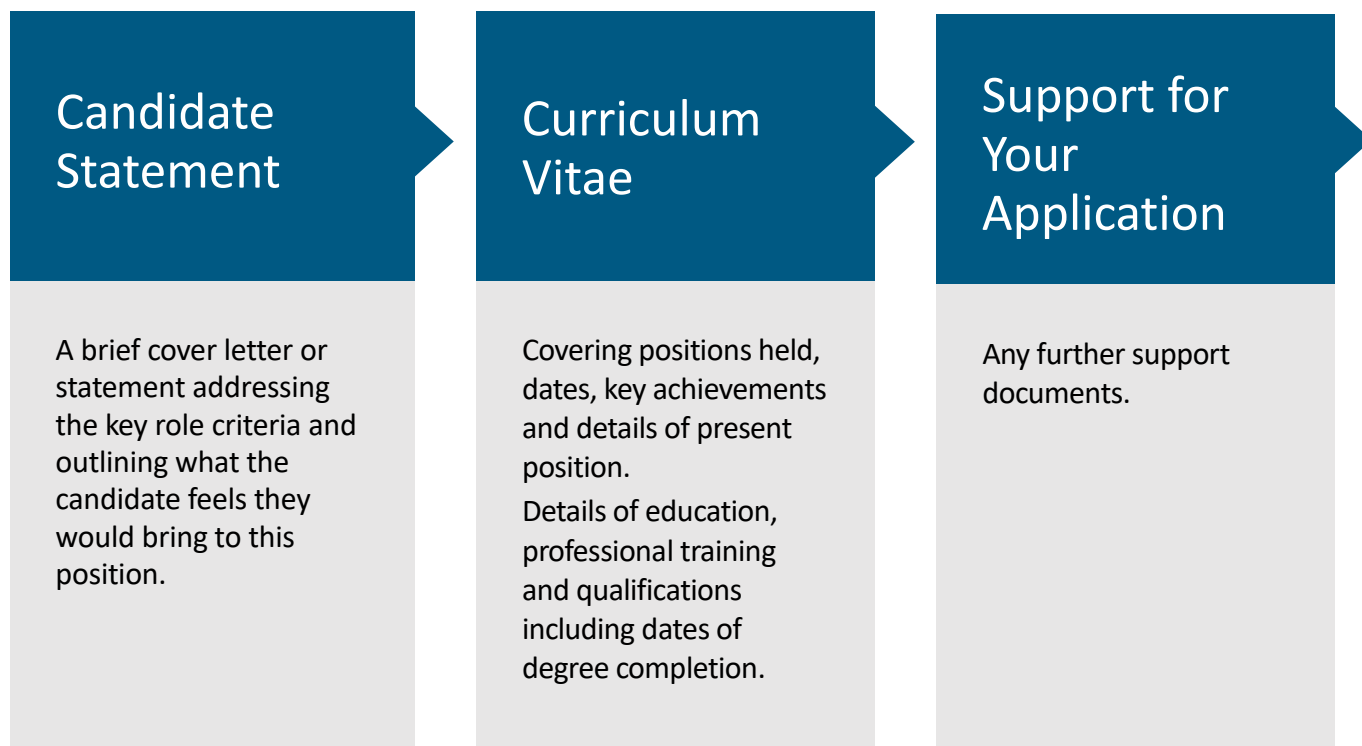 Candidate
Statement
A brief cover letter or
statement addressing
the key role criteria and
outlining what the
candidate feels they
would bring to this
position.
Curriculum
Vitae
Covering positions held,
dates, key achievements
and details of present
position.
Details of education,
professional training
and qualifications
including dates of
degree completion.
Support for
Your
Application
Any further support
documents.